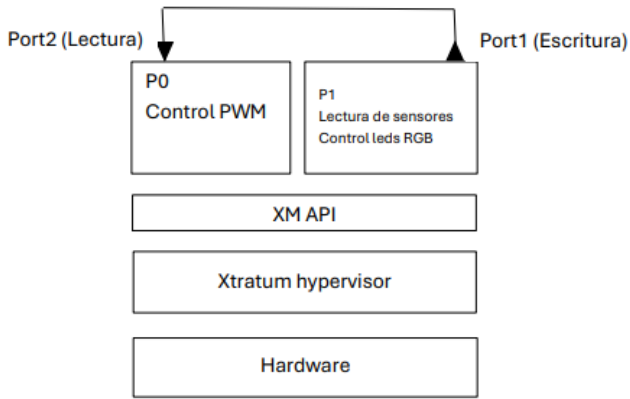 Port2 (Lectura)
Port1 (Escritura)
P0
Control PWM
P1
Lectura de sensores
Control leds RGB
XM API
Xtratum hypervisor
Hardware